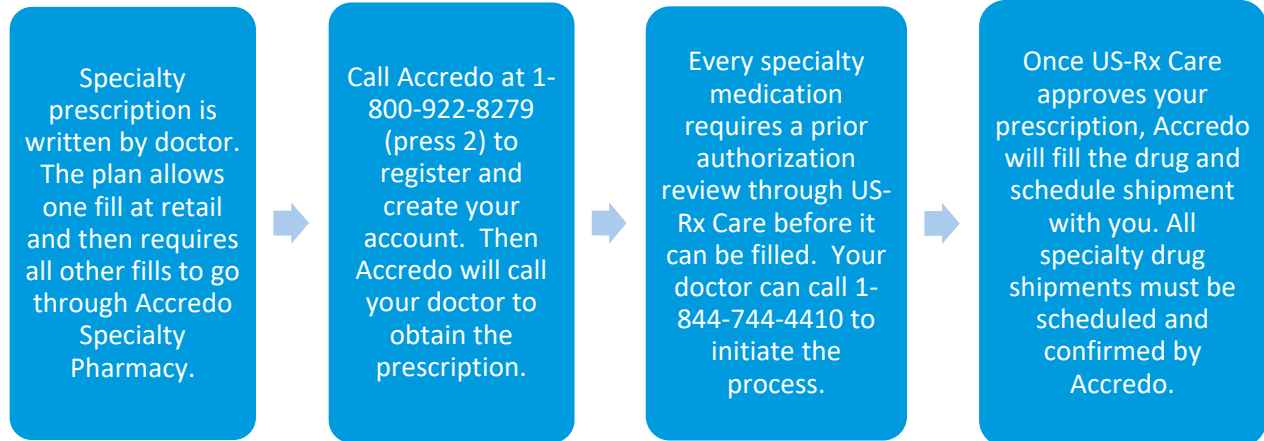 Specialty
prescription is
written by doctor.
The plan allows
one fill at retail
and then requires
all other fills to go
through Accredo
Specialty
Pharmacy.
Call Accredo at 1-
800-922-8279
(press 2) to
register and
create your
account.  Then
Accredo will call
your doctor to
obtain the
prescription.
Every specialty
medication
requires a prior
authorization
review through US-
Rx Care before it
can be filled.  Your
doctor can call 1-
844-744-4410 to
initiate the
process.
Once US-Rx Care
approves your
prescription, Accredo
will fill the drug and
schedule shipment
with you. All
specialty drug
shipments must be
scheduled and
confirmed by
Accredo.